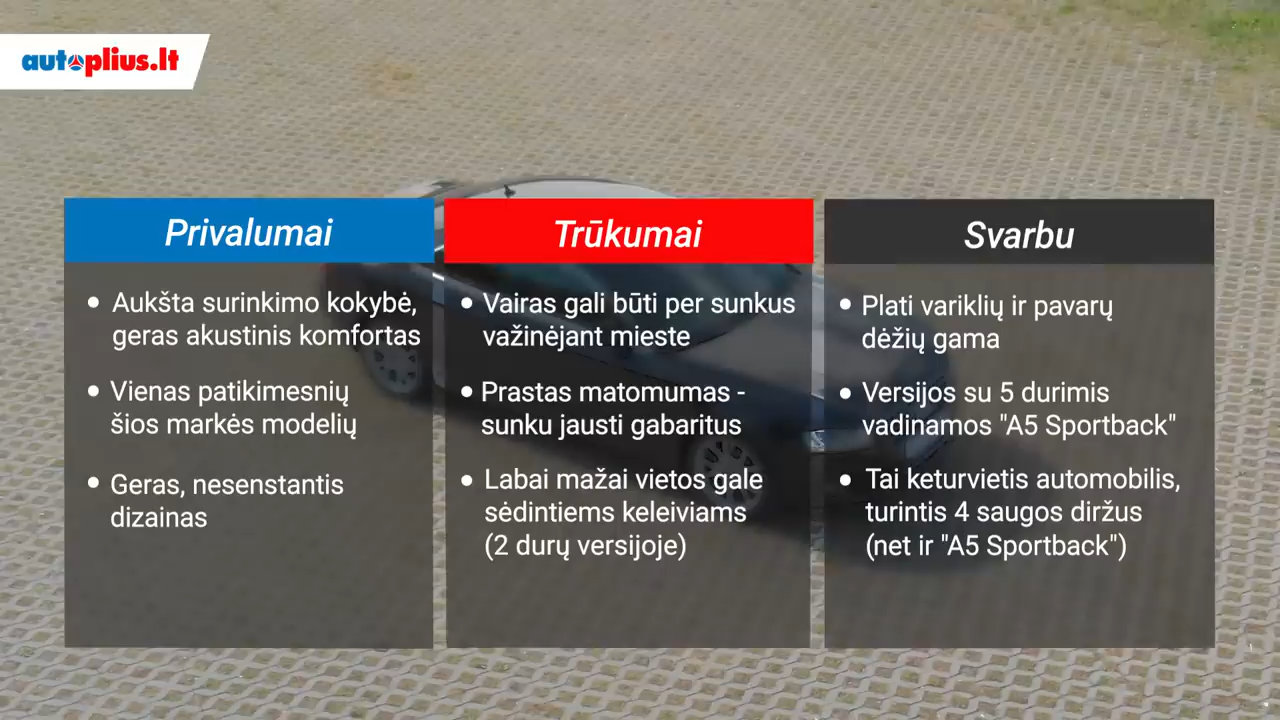 autoplius.lt
Privalumai
Aukšta surinkimo kokybė,
geras akustinis komfortas
Vienas patikimesnių
šios markės modelių
Geras, nesenstantis
dizainas
Trūkumai
Vairas gali būti per sunkus
važinėjant mieste
Prastas matomumas -
sunku jausti gabaritus
Labai mažai vietos gale
sėdintiems keleiviams
(2 durų versijoje)
Svarbu
Plati variklių ir pavarų
dėžių gama
Versijos su 5 durimis
vadinamos "A5 Sportback"
Tai keturvietis automobilis,
turintis 4 saugos diržus
(net ir "A5 Sportback")